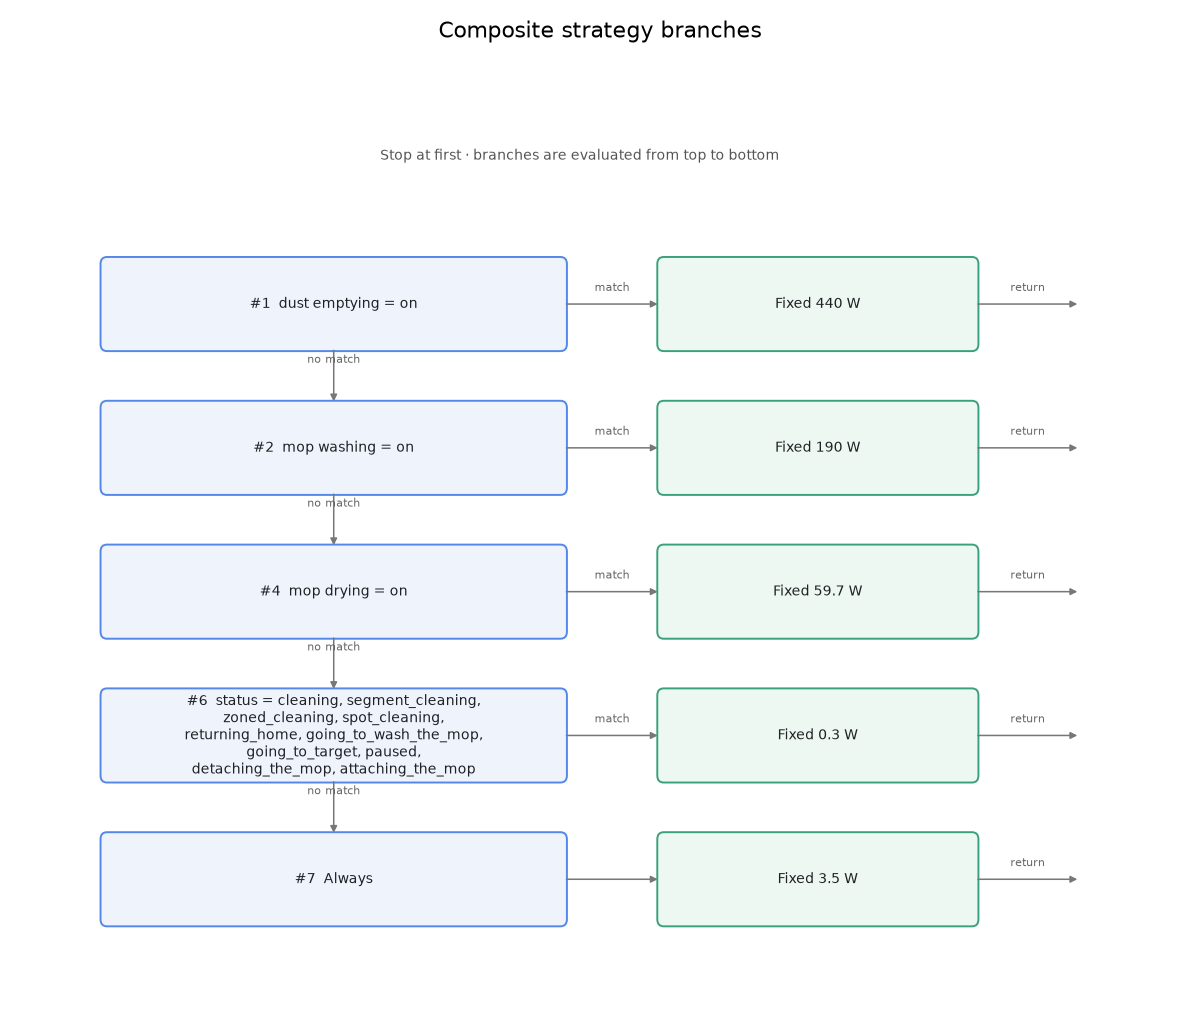 Composite strategy branches
Stop at first · branches are evaluated from top to bottom
#1  dust emptying = on
match
Fixed 440 W
return
no match
#2  mop washing = on
match
Fixed 190 W
return
no match
#4  mop drying = on
match
Fixed 59.7 W
return
no match
#6  status = cleaning, segment_cleaning,
zoned_cleaning, spot_cleaning,
returning_home, going_to_wash_the_mop,
going_to_target, paused,
detaching_the_mop, attaching_the_mop
match
Fixed 0.3 W
return
no match
#7  Always
Fixed 3.5 W
return